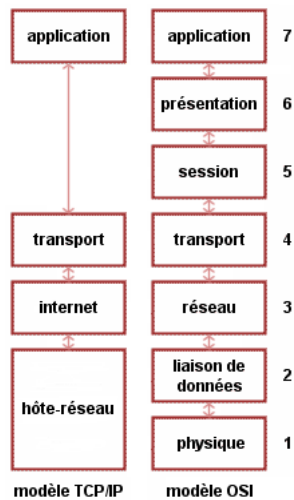 application
application
7
présentation
6
session
5
transport
transport
4
internet
réseau
3
hôte-réseau
liaison de
données
2
physique
1
modèle TCP/IP
modèle OSI